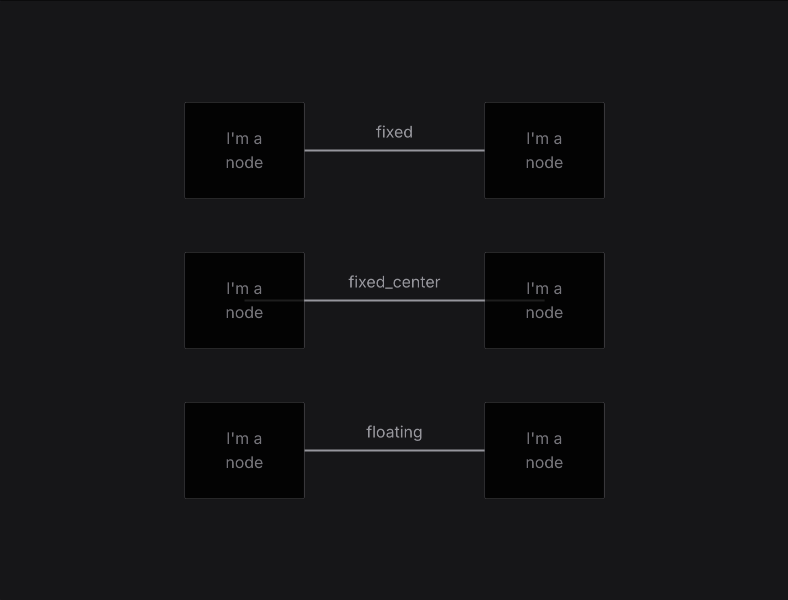 I'm a
node
fixed
I'm a
node
I'm a
node
fixed_center
I'm a
node
I'm a
node
floating
I'm a
node